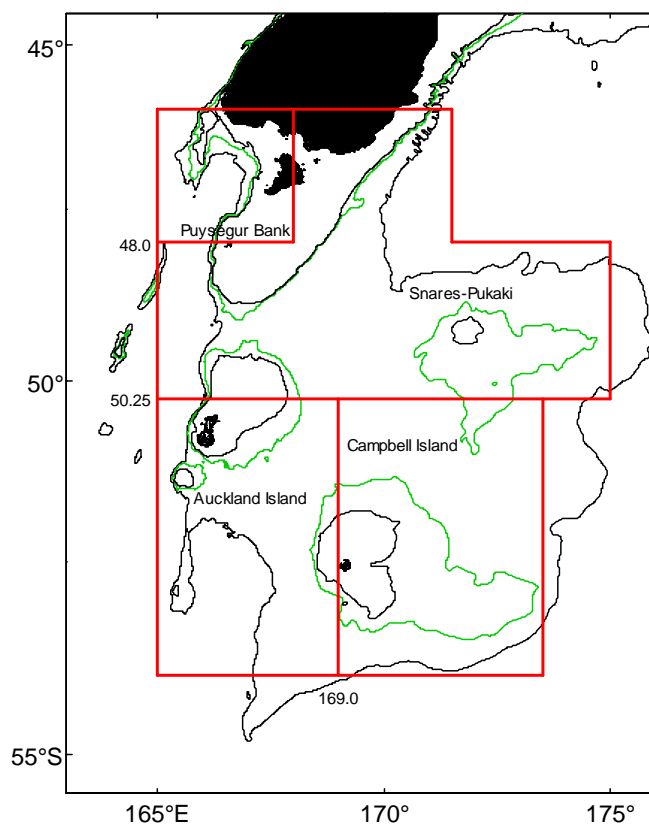 45°
Puysegur Bank
48.0
Snares-Pukaki
50°
50.25
Campbell Island
Auckland Island
169.0
55°S
165°E 170° 175°